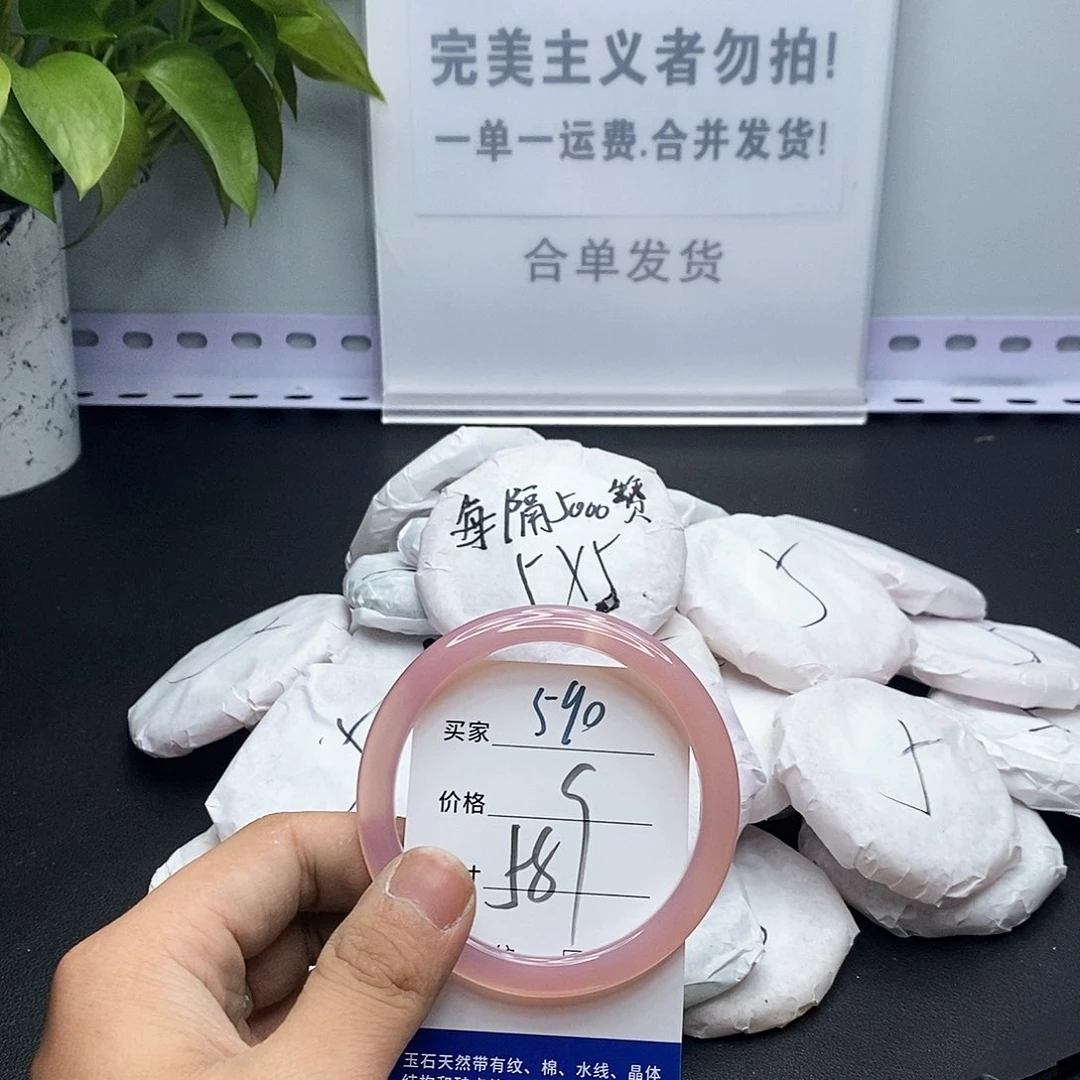 完美主义者勿拍!
一单一运费.合并发货!
合单发货
每隔5000赞
5X5
买家 590
价格
58
玉石天然带有纹、棉、水线、晶体